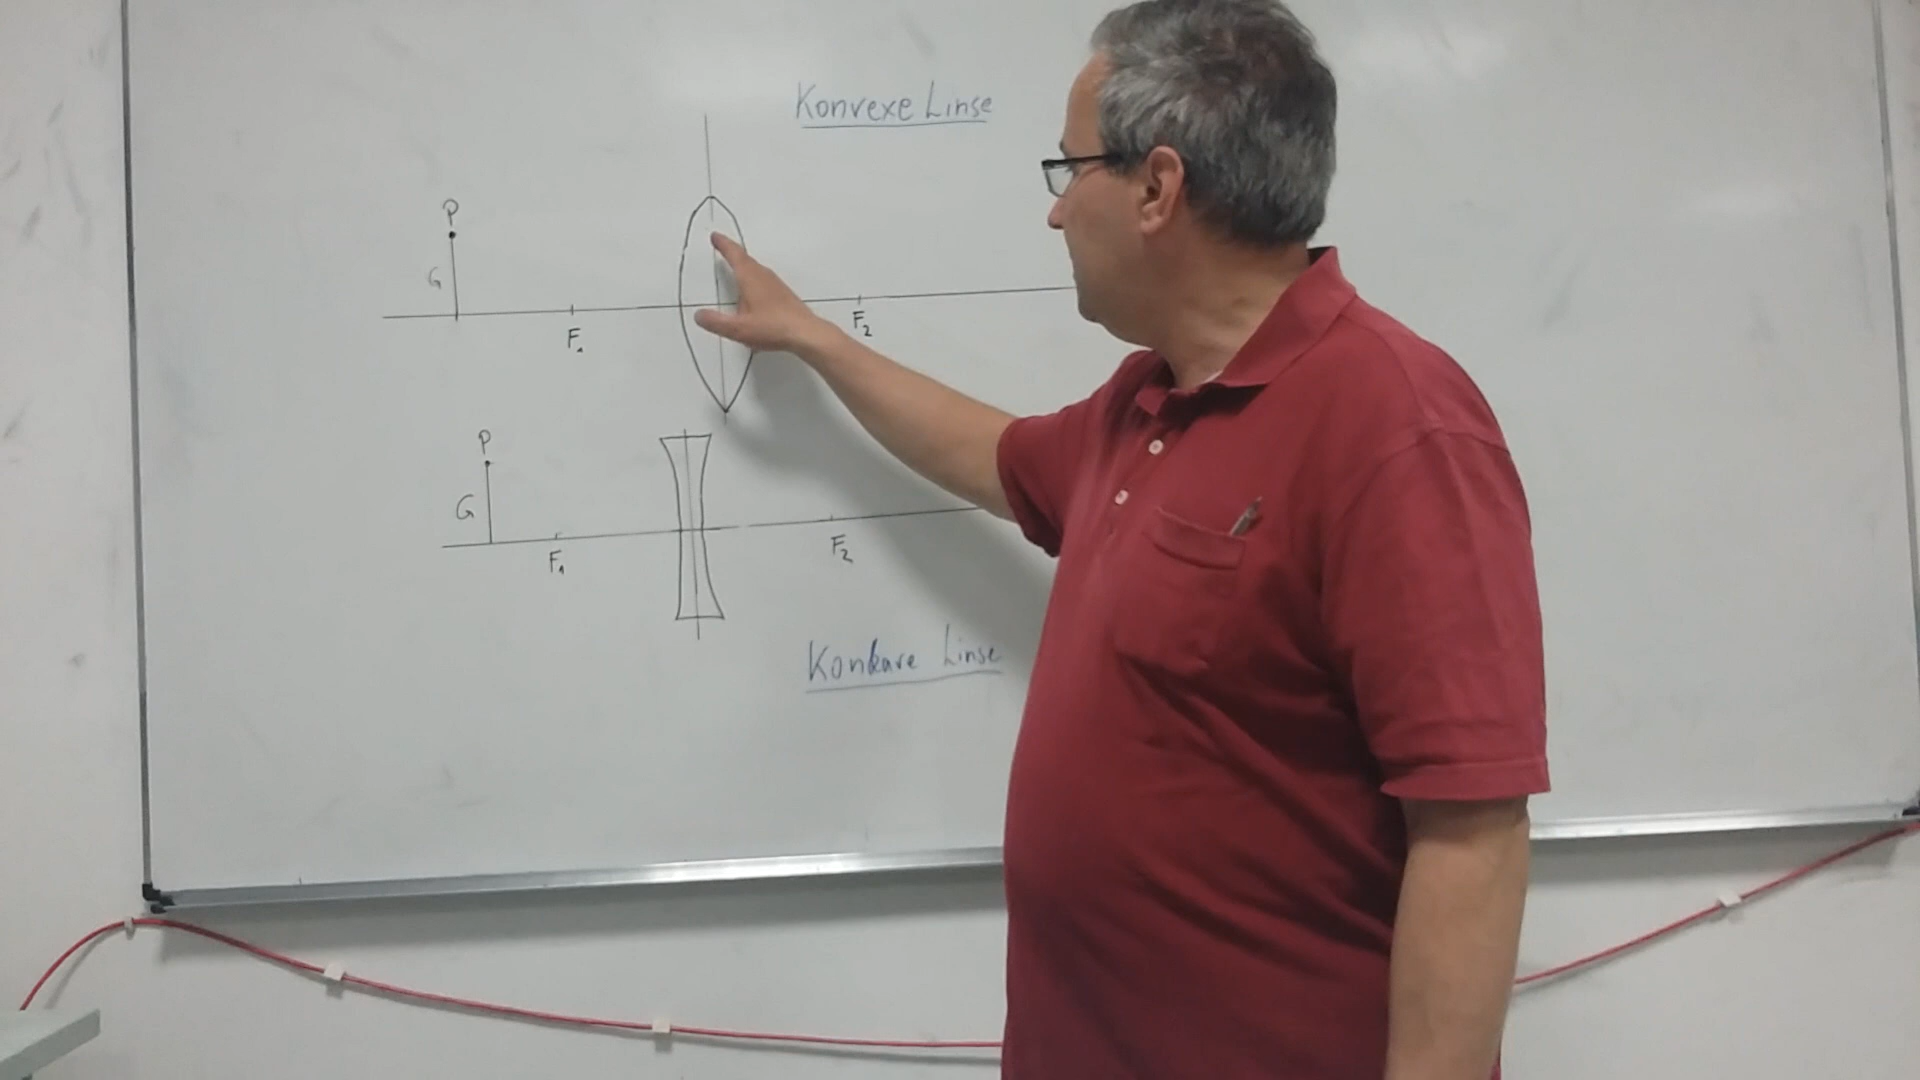 Konvexe Linse
P
G
F₁
F₂
P
G
F₁
F₂
Konkave Linse